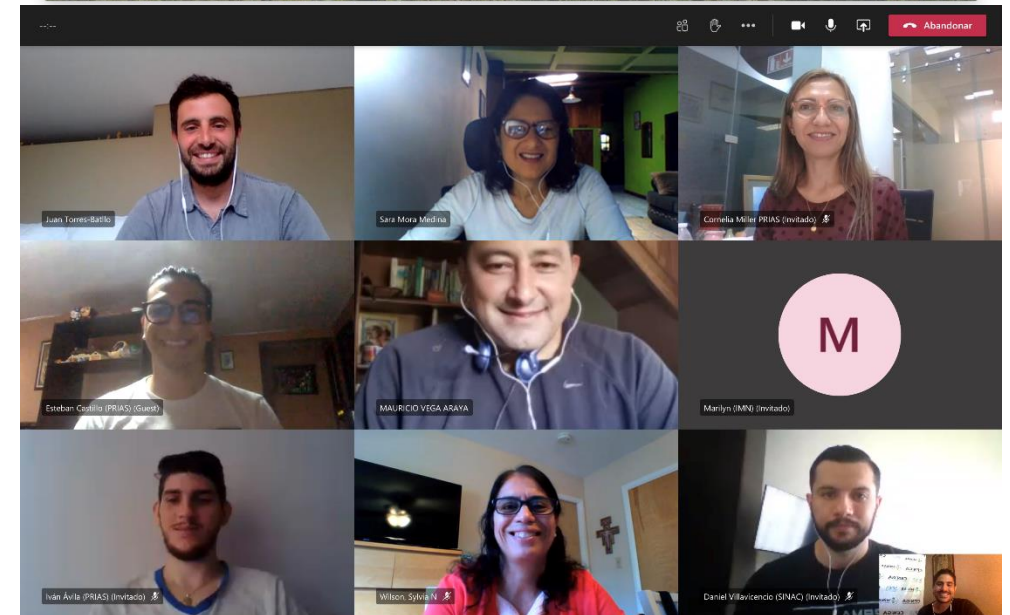 --:--
Abandonar
Juan Torres-Batlló
Sara Mora Medina
Cornelia Miller PRIAS (Invitado)
Esteban Castillo (PRIAS) (Guest)
MAURICIO VEGA ARAYA
M
Marilyn (IMN) (Invitado)
Iván Ávila (PRIAS) (Invitado)
Wilson, Sylvia N
Daniel Villavicencio (SINAC) (Invitado)